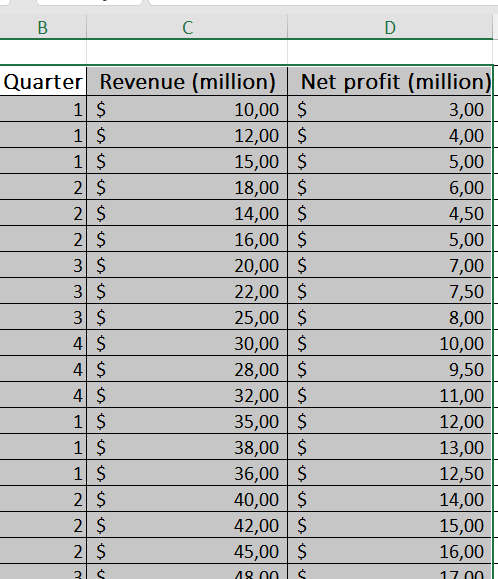 B C D
Quarter Revenue (million) Net profit (million)
1 $ 10,00 $ 3,00
1 $ 12,00 $ 4,00
1 $ 15,00 $ 5,00
2 $ 18,00 $ 6,00
2 $ 14,00 $ 4,50
2 $ 16,00 $ 5,00
3 $ 20,00 $ 7,00
3 $ 22,00 $ 7,50
3 $ 25,00 $ 8,00
4 $ 30,00 $ 10,00
4 $ 28,00 $ 9,50
4 $ 32,00 $ 11,00
1 $ 35,00 $ 12,00
1 $ 38,00 $ 13,00
1 $ 36,00 $ 12,50
2 $ 40,00 $ 14,00
2 $ 42,00 $ 15,00
2 $ 45,00 $ 16,00
3 $ 48,00 $ 17,00